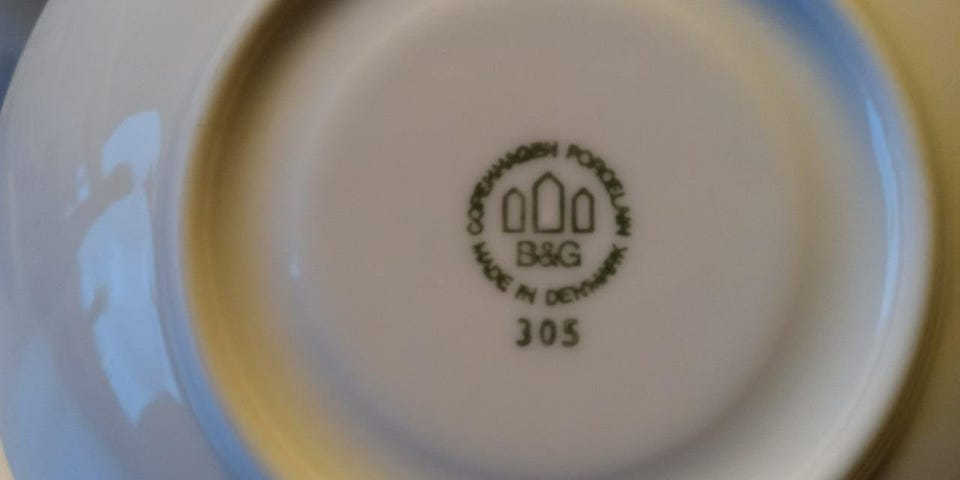 COPENHAGEN PORCELAIN
B&G
MADE IN DENMARK
305